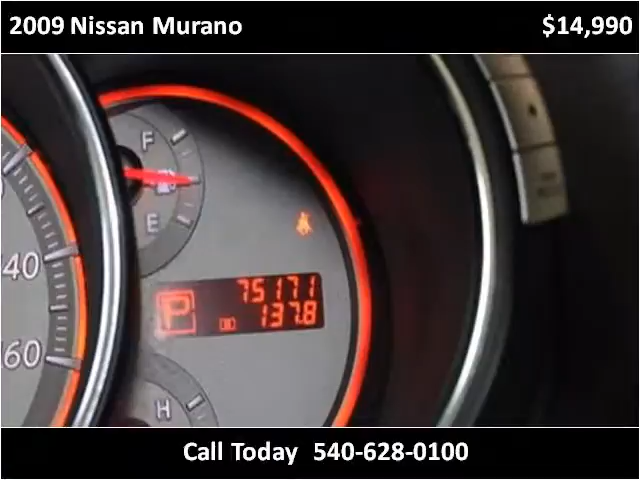 2009 Nissan Murano
$14,990
F
E
75171
P
137.8
40
60
H
Call Today 540-628-0100